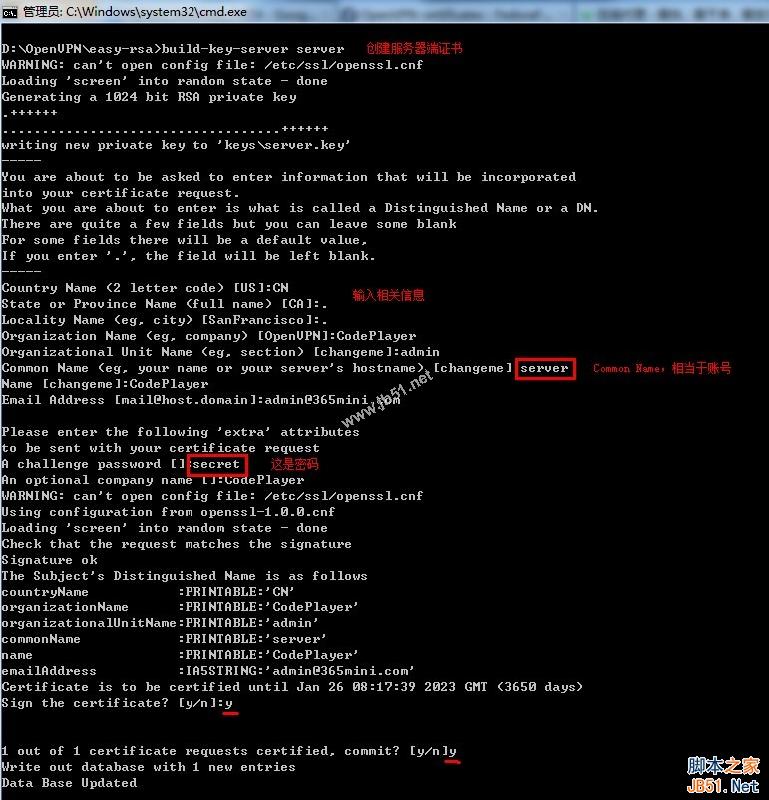 管理员: C:\Windows\system32\cmd.exe
D:\OpenVPN\easy-rsa>build-key-server server 创建服务器端证书
WARNING: can't open config file: /etc/ssl/openssl.cnf
Loading 'screen' into random state - done
Generating a 1024 bit RSA private key
.++++++
...................................++++++
writing new private key to 'keys\server.key'
-----
You are about to be asked to enter information that will be incorporated
into your certificate request.
What you are about to enter is what is called a Distinguished Name or a DN.
There are quite a few fields but you can leave some blank
For some fields there will be a default value,
If you enter '.', the field will be left blank.
-----
Country Name (2 letter code) [US]:CN
输入相关信息
State or Province Name (full name) [CA]:.
Locality Name (eg, city) [SanFrancisco]:.
Organization Name (eg, company) [OpenVPN]:CodePlayer
Organizational Unit Name (eg, section) [changeme]:admin
Common Name (eg, your name or your server's hostname) [changeme] server Common Name，相当于账号
Name [changeme]:CodePlayer
Email Address [mail@host.domain]:admin@365mini.com
www.jb51.net
Please enter the following 'extra' attributes
to be sent with your certificate request
A challenge password []:secret 这是密码
An optional company name []:CodePlayer
WARNING: can't open config file: /etc/ssl/openssl.cnf
Using configuration from openssl-1.0.0.cnf
Loading 'screen' into random state - done
Check that the request matches the signature
Signature ok
The Subject's Distinguished Name is as follows
countryName :PRINTABLE:'CN'
organizationName :PRINTABLE:'CodePlayer'
organizationalUnitName:PRINTABLE:'admin'
commonName :PRINTABLE:'server'
name :PRINTABLE:'CodePlayer'
emailAddress :IA5STRING:'admin@365mini.com'
Certificate is to be certified until Jan 26 08:17:39 2023 GMT (3650 days)
Sign the certificate? [y/n]:y
1 out of 1 certificate requests certified, commit? [y/n]y
Write out database with 1 new entries
Data Base Updated
脚本之家
JB51.Net